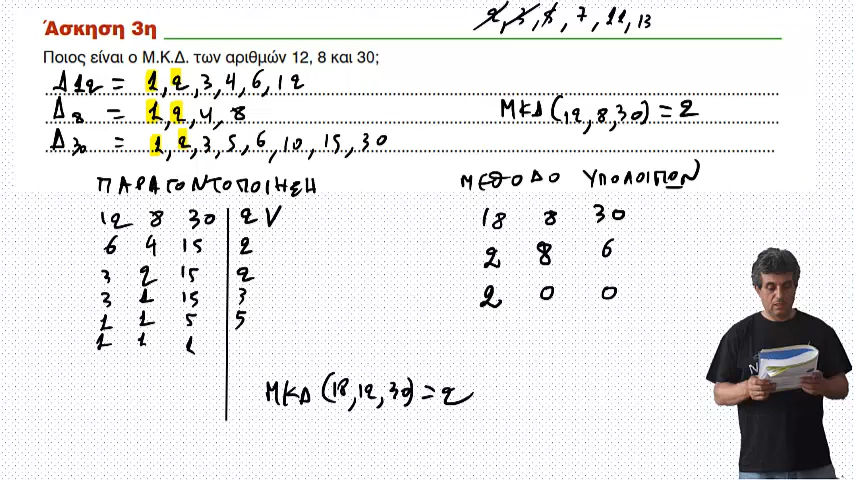 2, 3, 5, 7, 11, 13
Άσκηση 3η
Ποιος είναι ο Μ.Κ.Δ. των αριθμών 12, 8 και 30;
Δ12 = 1, 2, 3, 4, 6, 12
Δ8 = 1, 2, 4, 8
ΜΚΔ (12, 8, 30) = 2
Δ30 = 1, 2, 3, 5, 6, 10, 15, 30
ΠΑΡΑΓΟΝΤΟΠΟΙΗΣΗ
12 8 30 | 2 V
6 4 15 | 2
3 2 15 | 2
3 1 15 | 3
1 1 5 | 5
1 1 1
ΜΕΘΟΔΟ ΥΠΟΛΟΙΠΩΝ
18 8 30
2 8 6
2 0 0
ΜΚΔ (18, 12, 30) = 2